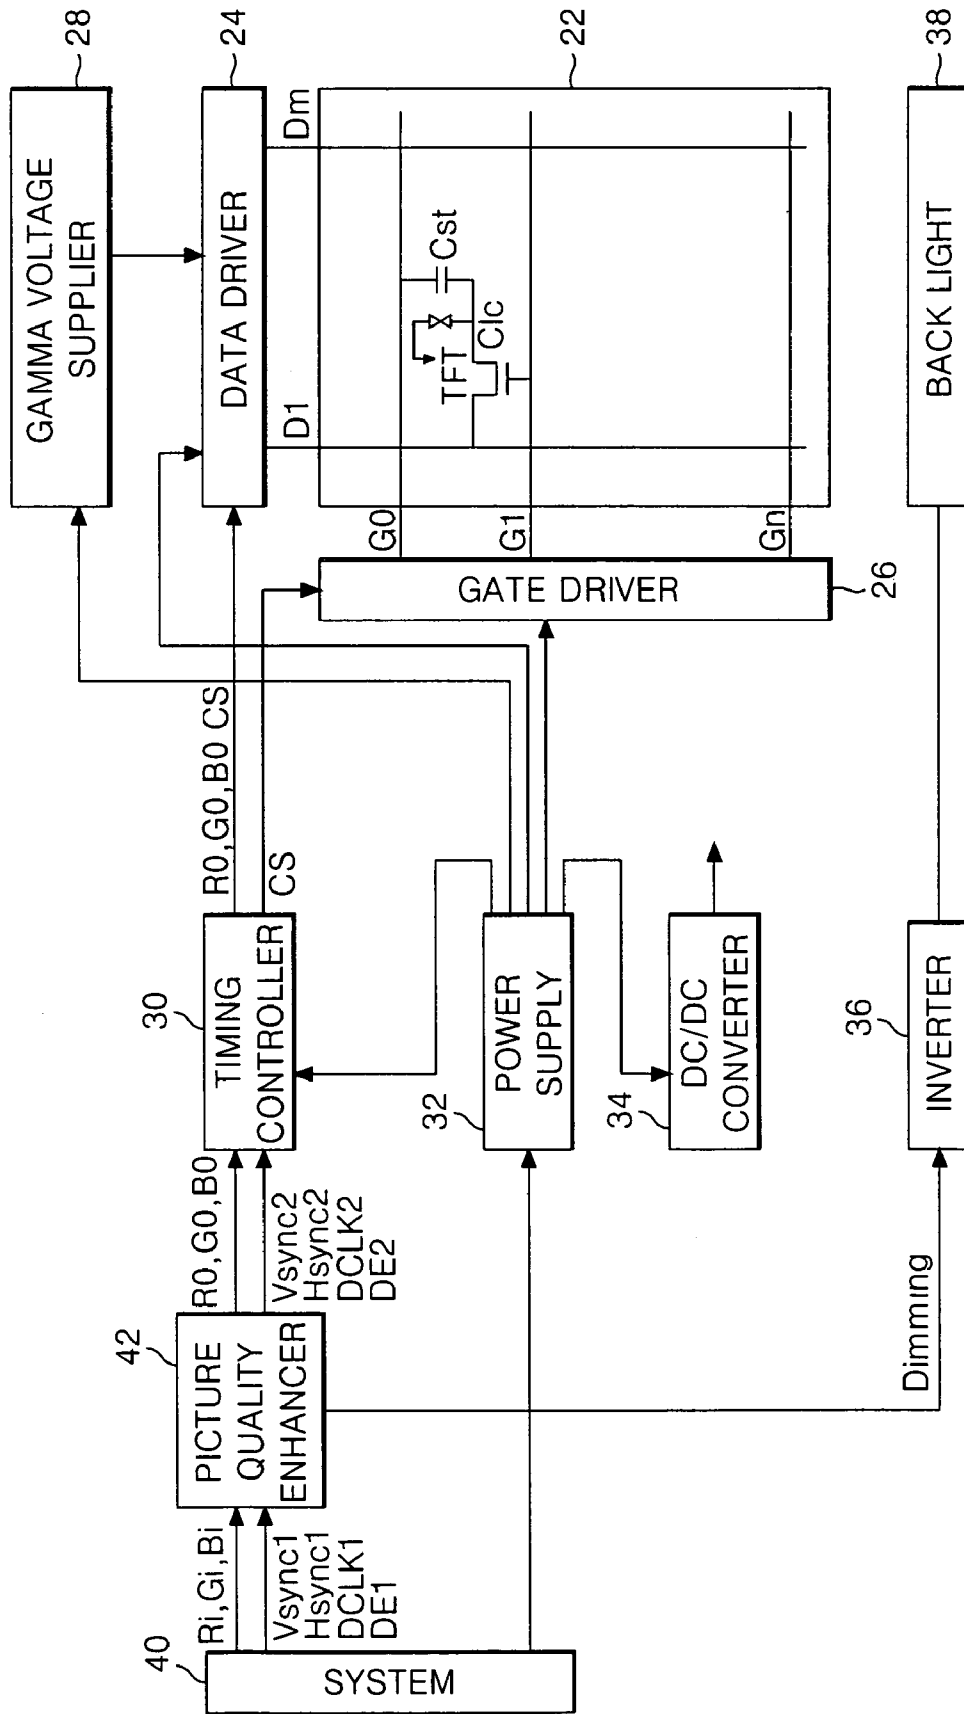 28
GAMMA VOLTAGE
SUPPLIER
24
DATA DRIVER
D1
Dm
22
Cst
Clc
TFT
G0
G1
Gn
GATE DRIVER
26
38
BACK LIGHT
R0,G0,B0 CS
CS
30
TIMING
CONTROLLER
32
POWER
SUPPLY
34
DC/DC
CONVERTER
36
INVERTER
R0,G0,B0
Vsync2
Hsync2
DCLK2
DE2
42
PICTURE
QUALITY
ENHANCER
Dimming
Ri,Gi,Bi
Vsync1
Hsync1
DCLK1
DE1
40
SYSTEM